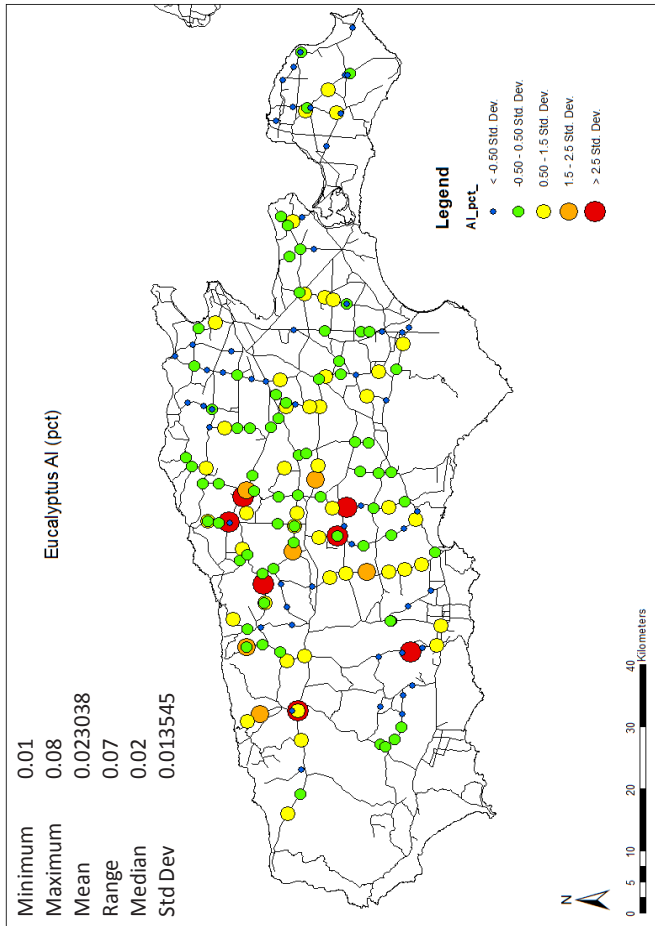 Minimum 0.01
Maximum 0.08
Mean 0.023038
Range 0.07
Median 0.02
Std Dev 0.013545
Eucalyptus Al (pct)
Legend
Al_pct_
< -0.50 Std. Dev.
-0.50 - 0.50 Std. Dev.
0.50 - 1.5 Std. Dev.
1.5 - 2.5 Std. Dev.
> 2.5 Std. Dev.
N
0 5 10 20 30 40
Kilometers